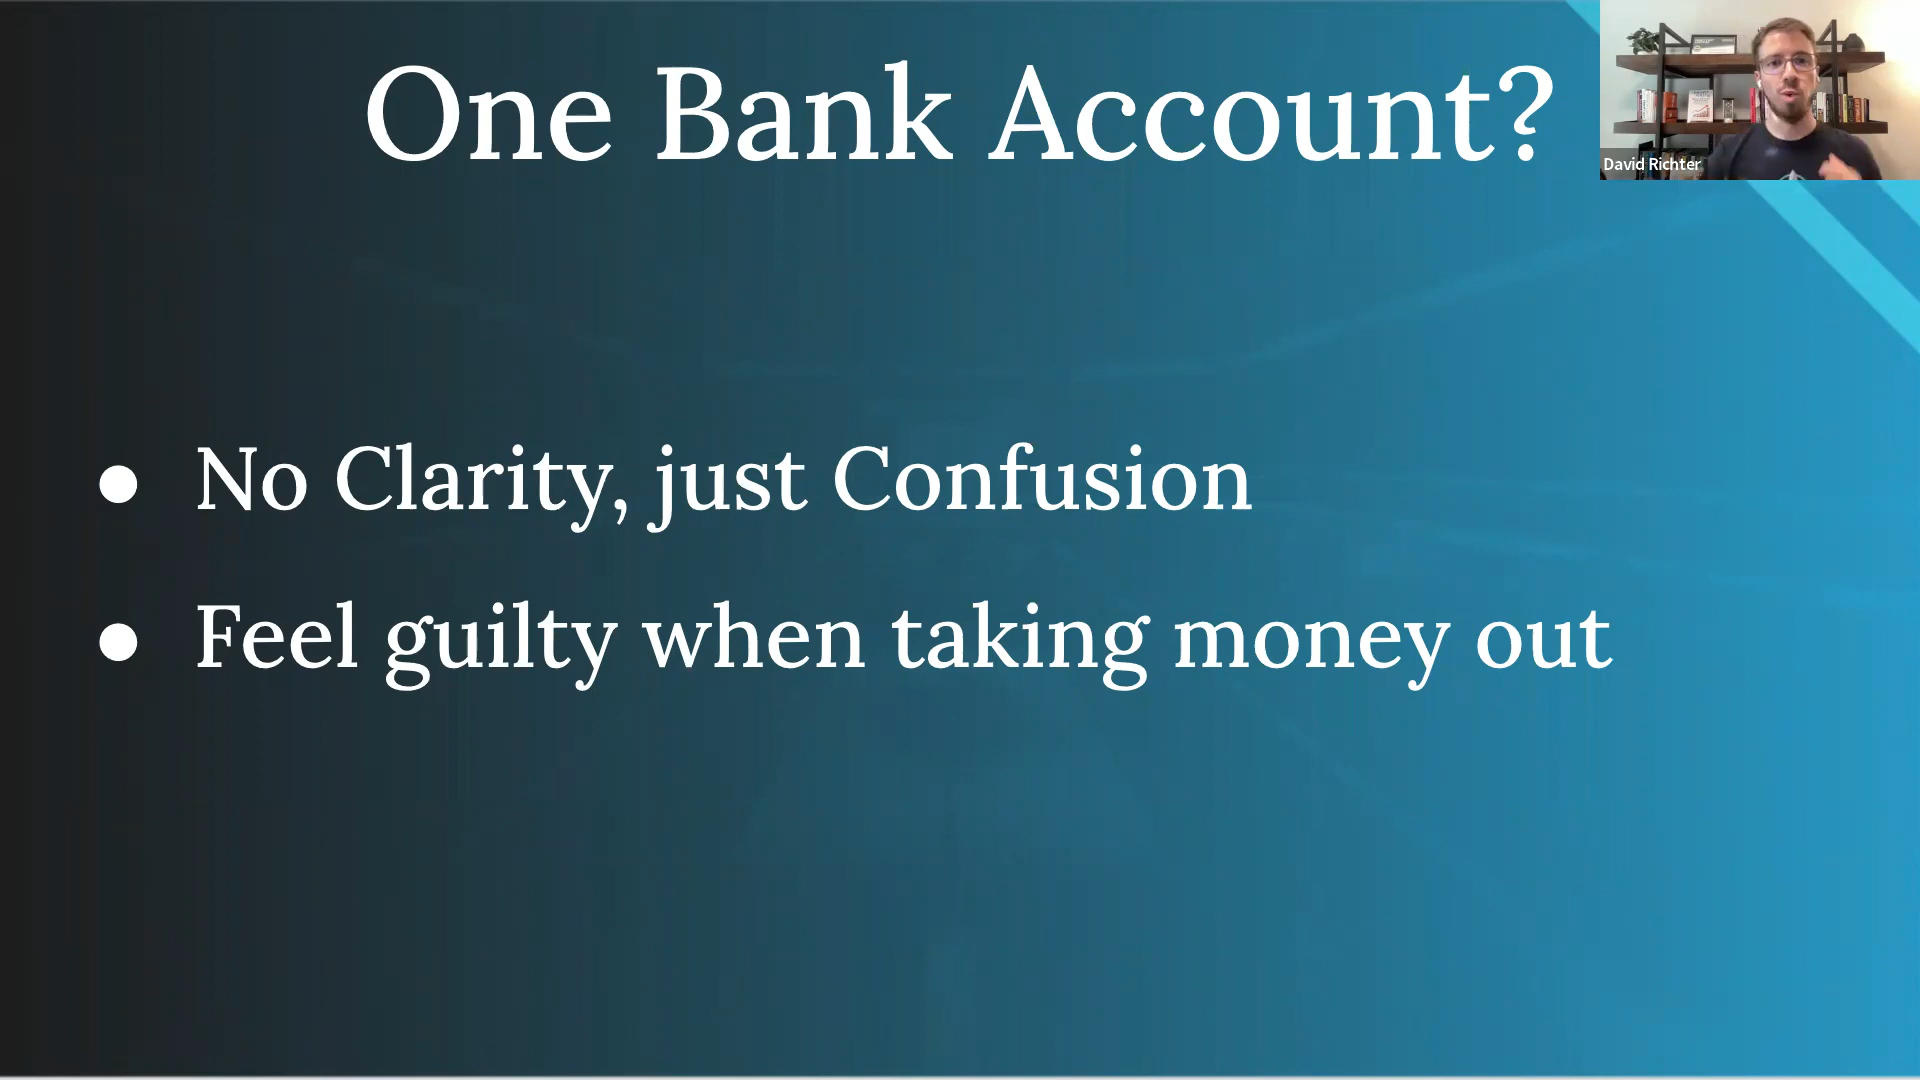 One Bank Account?
David Richter
● No Clarity, just Confusion
● Feel guilty when taking money out